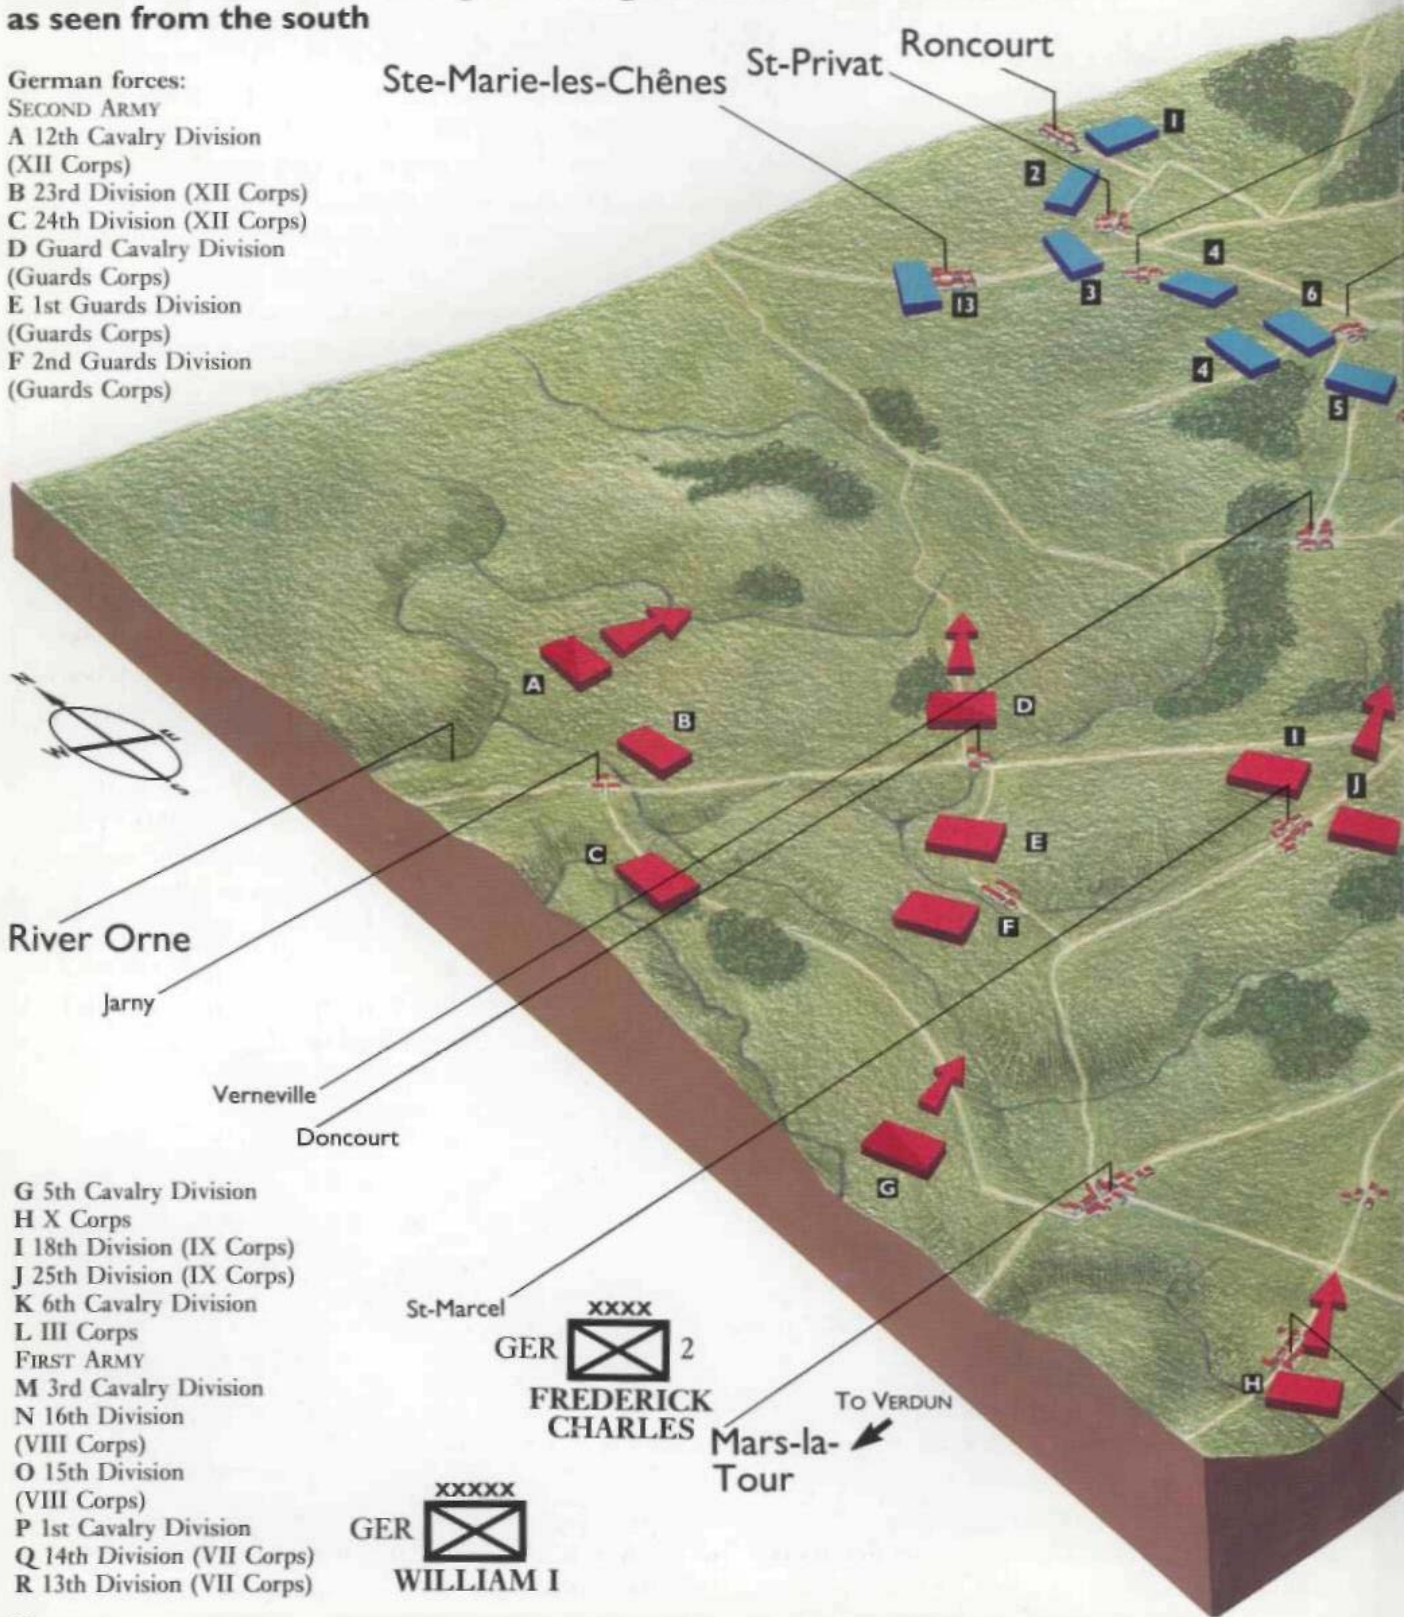 as seen from the south
German forces:
SECOND ARMY
A 12th Cavalry Division
(XII Corps)
B 23rd Division (XII Corps)
C 24th Division (XII Corps)
D Guard Cavalry Division
(Guards Corps)
E 1st Guards Division
(Guards Corps)
F 2nd Guards Division
(Guards Corps)
Ste-Marie-les-Chênes
St-Privat
Roncourt
1
2
3
4
13
6
4
5
A
B
C
D
E
F
I
J
G
H
N
E
W
S
River Orne
Jarny
Verneville
Doncourt
St-Marcel
Mars-la-
Tour
TO VERDUN
G 5th Cavalry Division
H X Corps
I 18th Division (IX Corps)
J 25th Division (IX Corps)
K 6th Cavalry Division
L III Corps
FIRST ARMY
M 3rd Cavalry Division
N 16th Division
(VIII Corps)
O 15th Division
(VIII Corps)
P 1st Cavalry Division
Q 14th Division (VII Corps)
R 13th Division (VII Corps)
XXXX
GER 2
FREDERICK
CHARLES
XXXXX
GER
WILLIAM I